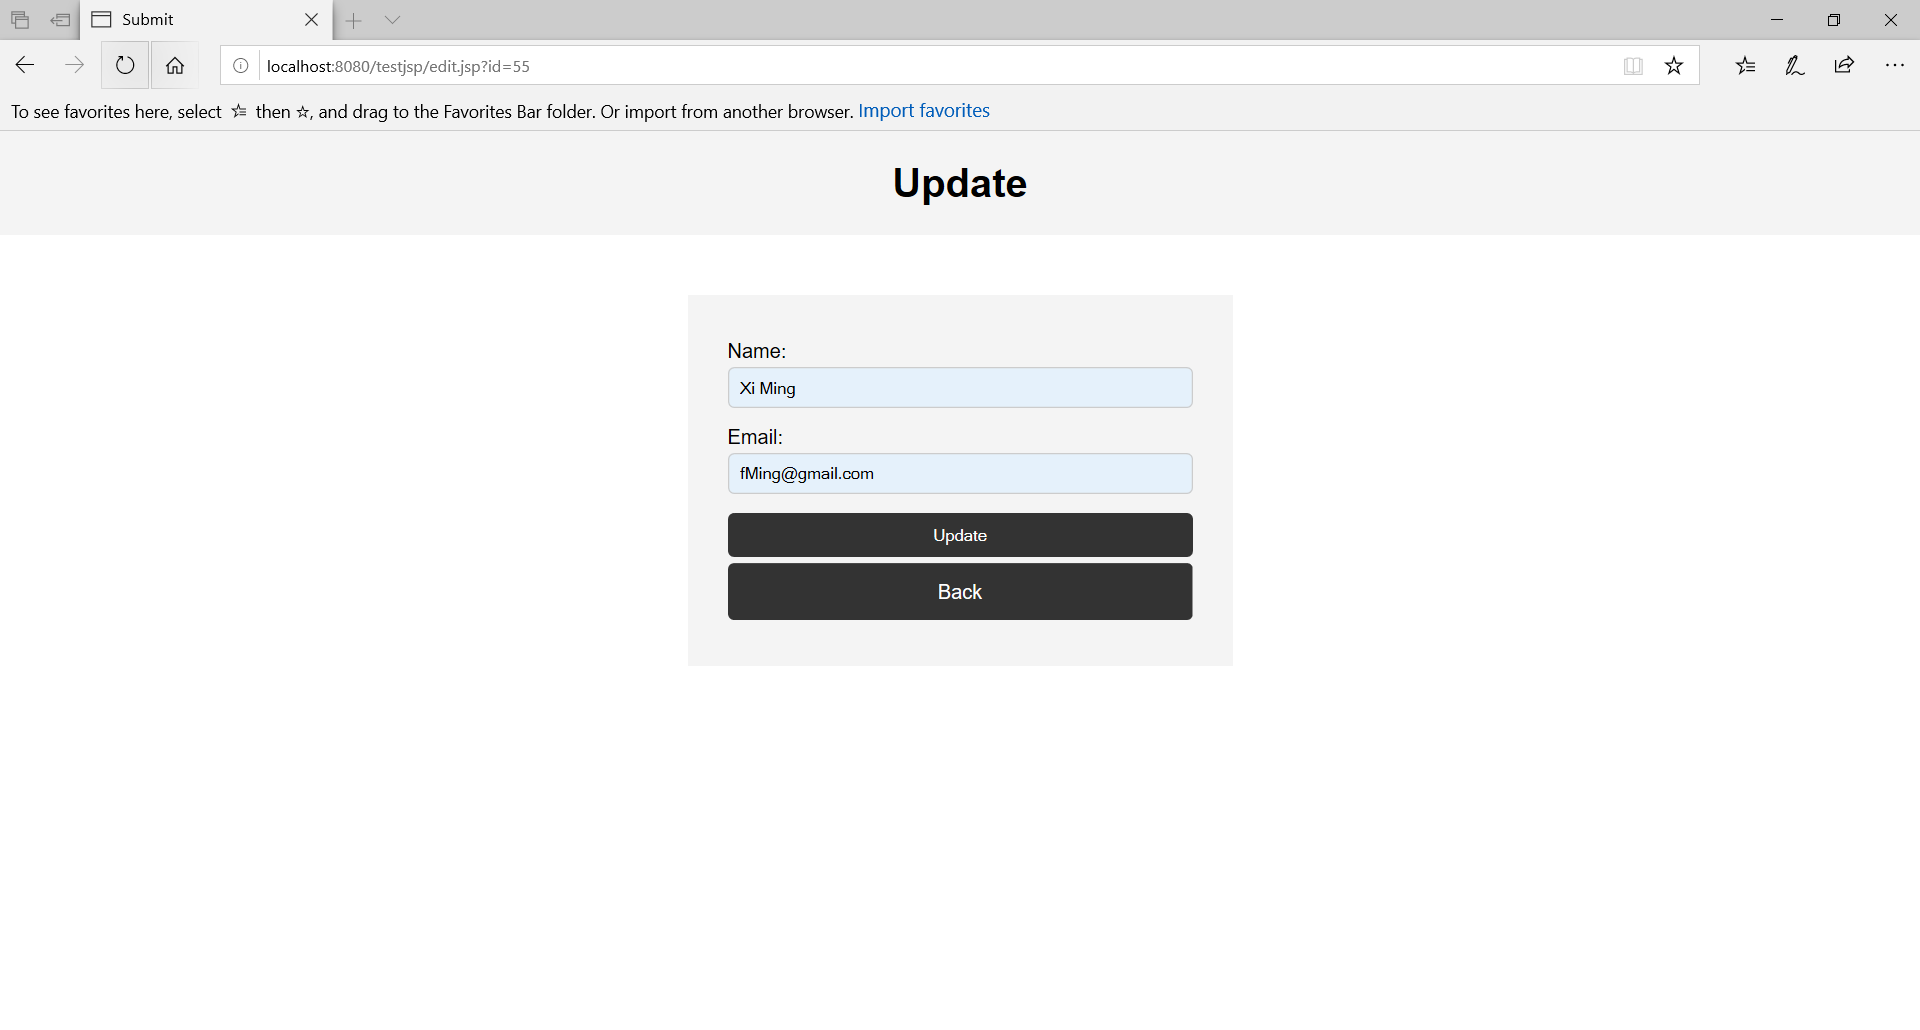 Submit
localhost:8080/testjsp/edit.jsp?id=55
To see favorites here, select then , and drag to the Favorites Bar folder. Or import from another browser. Import favorites
Update
Name:
Xi Ming
Email:
fMing@gmail.com
Update
Back